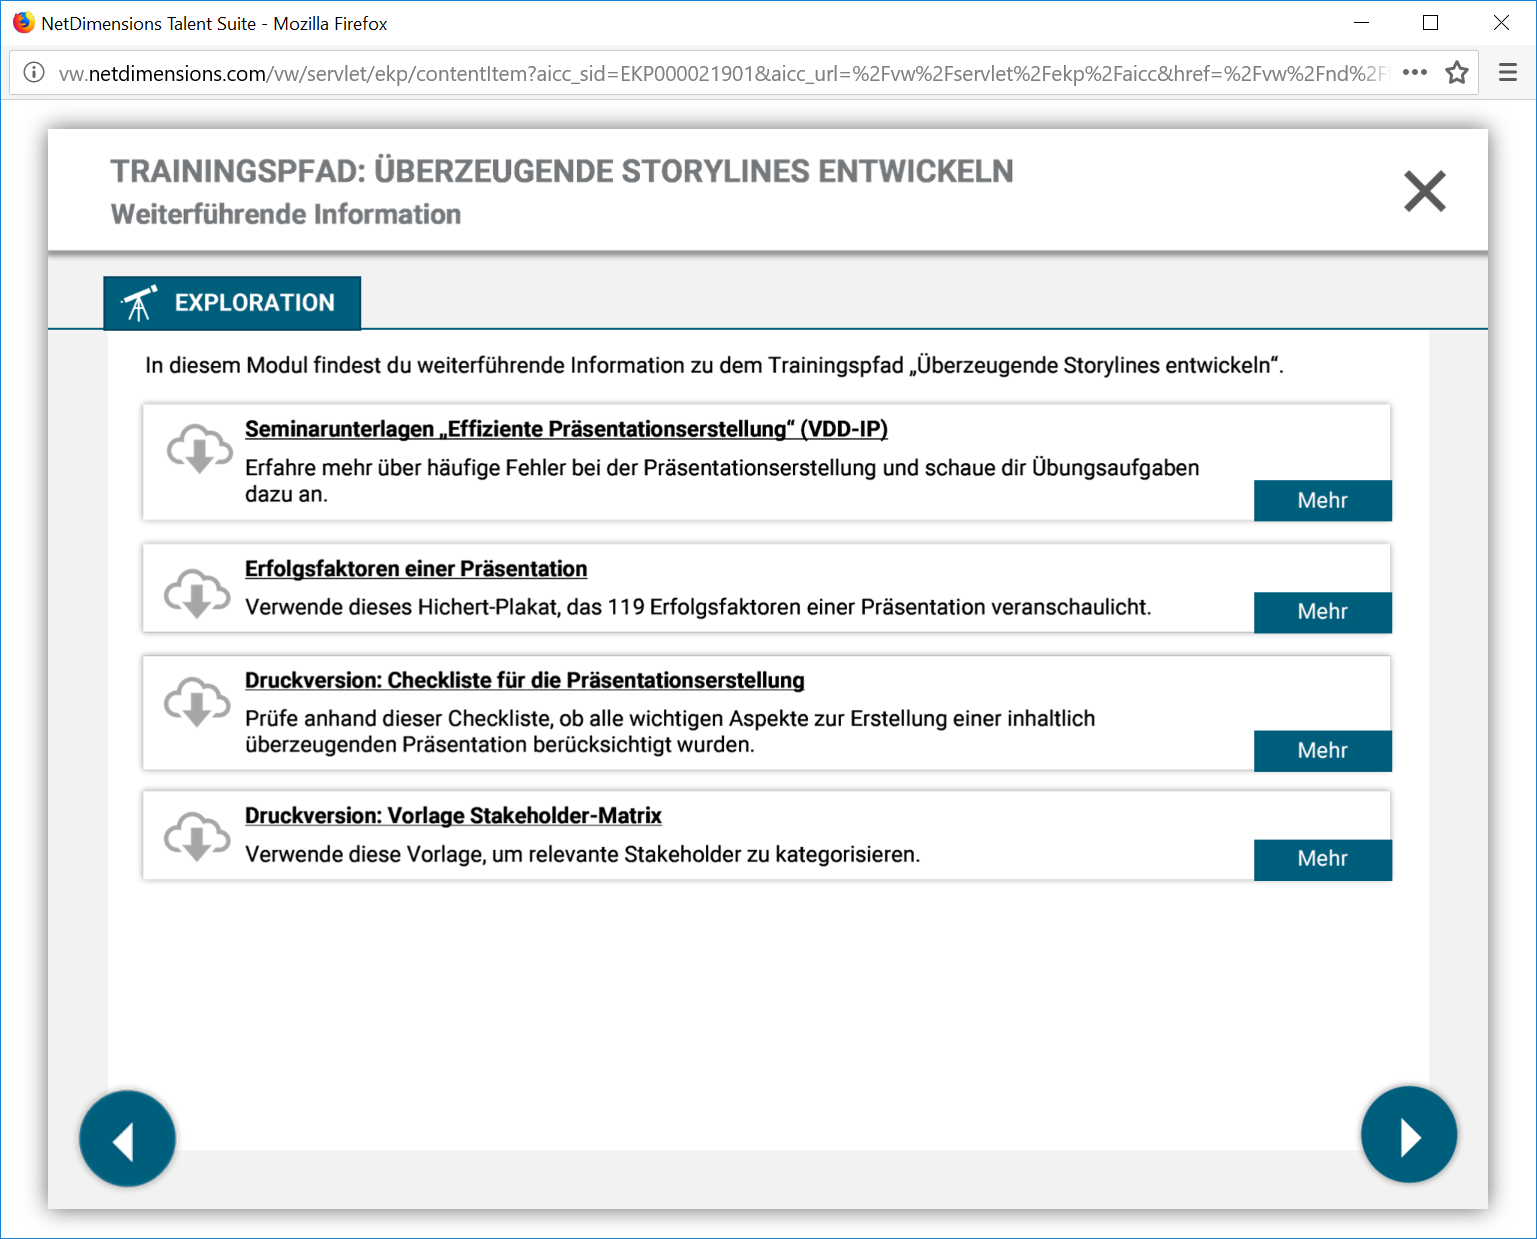 NetDimensions Talent Suite - Mozilla Firefox
vw.netdimensions.com/vw/servlet/ekp/contentItem?aicc_sid=EKP000021901&aicc_url=%2Fvw%2Fservlet%2Fekp%2Faicc&href=%2Fvw%2Fnd%2F
TRAININGSPFAD: ÜBERZEUGENDE STORYLINES ENTWICKELN
Weiterführende Information
EXPLORATION
In diesem Modul findest du weiterführende Information zu dem Trainingspfad „Überzeugende Storylines entwickeln“.
Seminarunterlagen „Effiziente Präsentationserstellung“ (VDD-IP)
Erfahre mehr über häufige Fehler bei der Präsentationserstellung und schaue dir Übungsaufgaben
dazu an.
Mehr
Erfolgsfaktoren einer Präsentation
Verwende dieses Hichert-Plakat, das 119 Erfolgsfaktoren einer Präsentation veranschaulicht.
Mehr
Druckversion: Checkliste für die Präsentationserstellung
Prüfe anhand dieser Checkliste, ob alle wichtigen Aspekte zur Erstellung einer inhaltlich
überzeugenden Präsentation berücksichtigt wurden.
Mehr
Druckversion: Vorlage Stakeholder-Matrix
Verwende diese Vorlage, um relevante Stakeholder zu kategorisieren.
Mehr